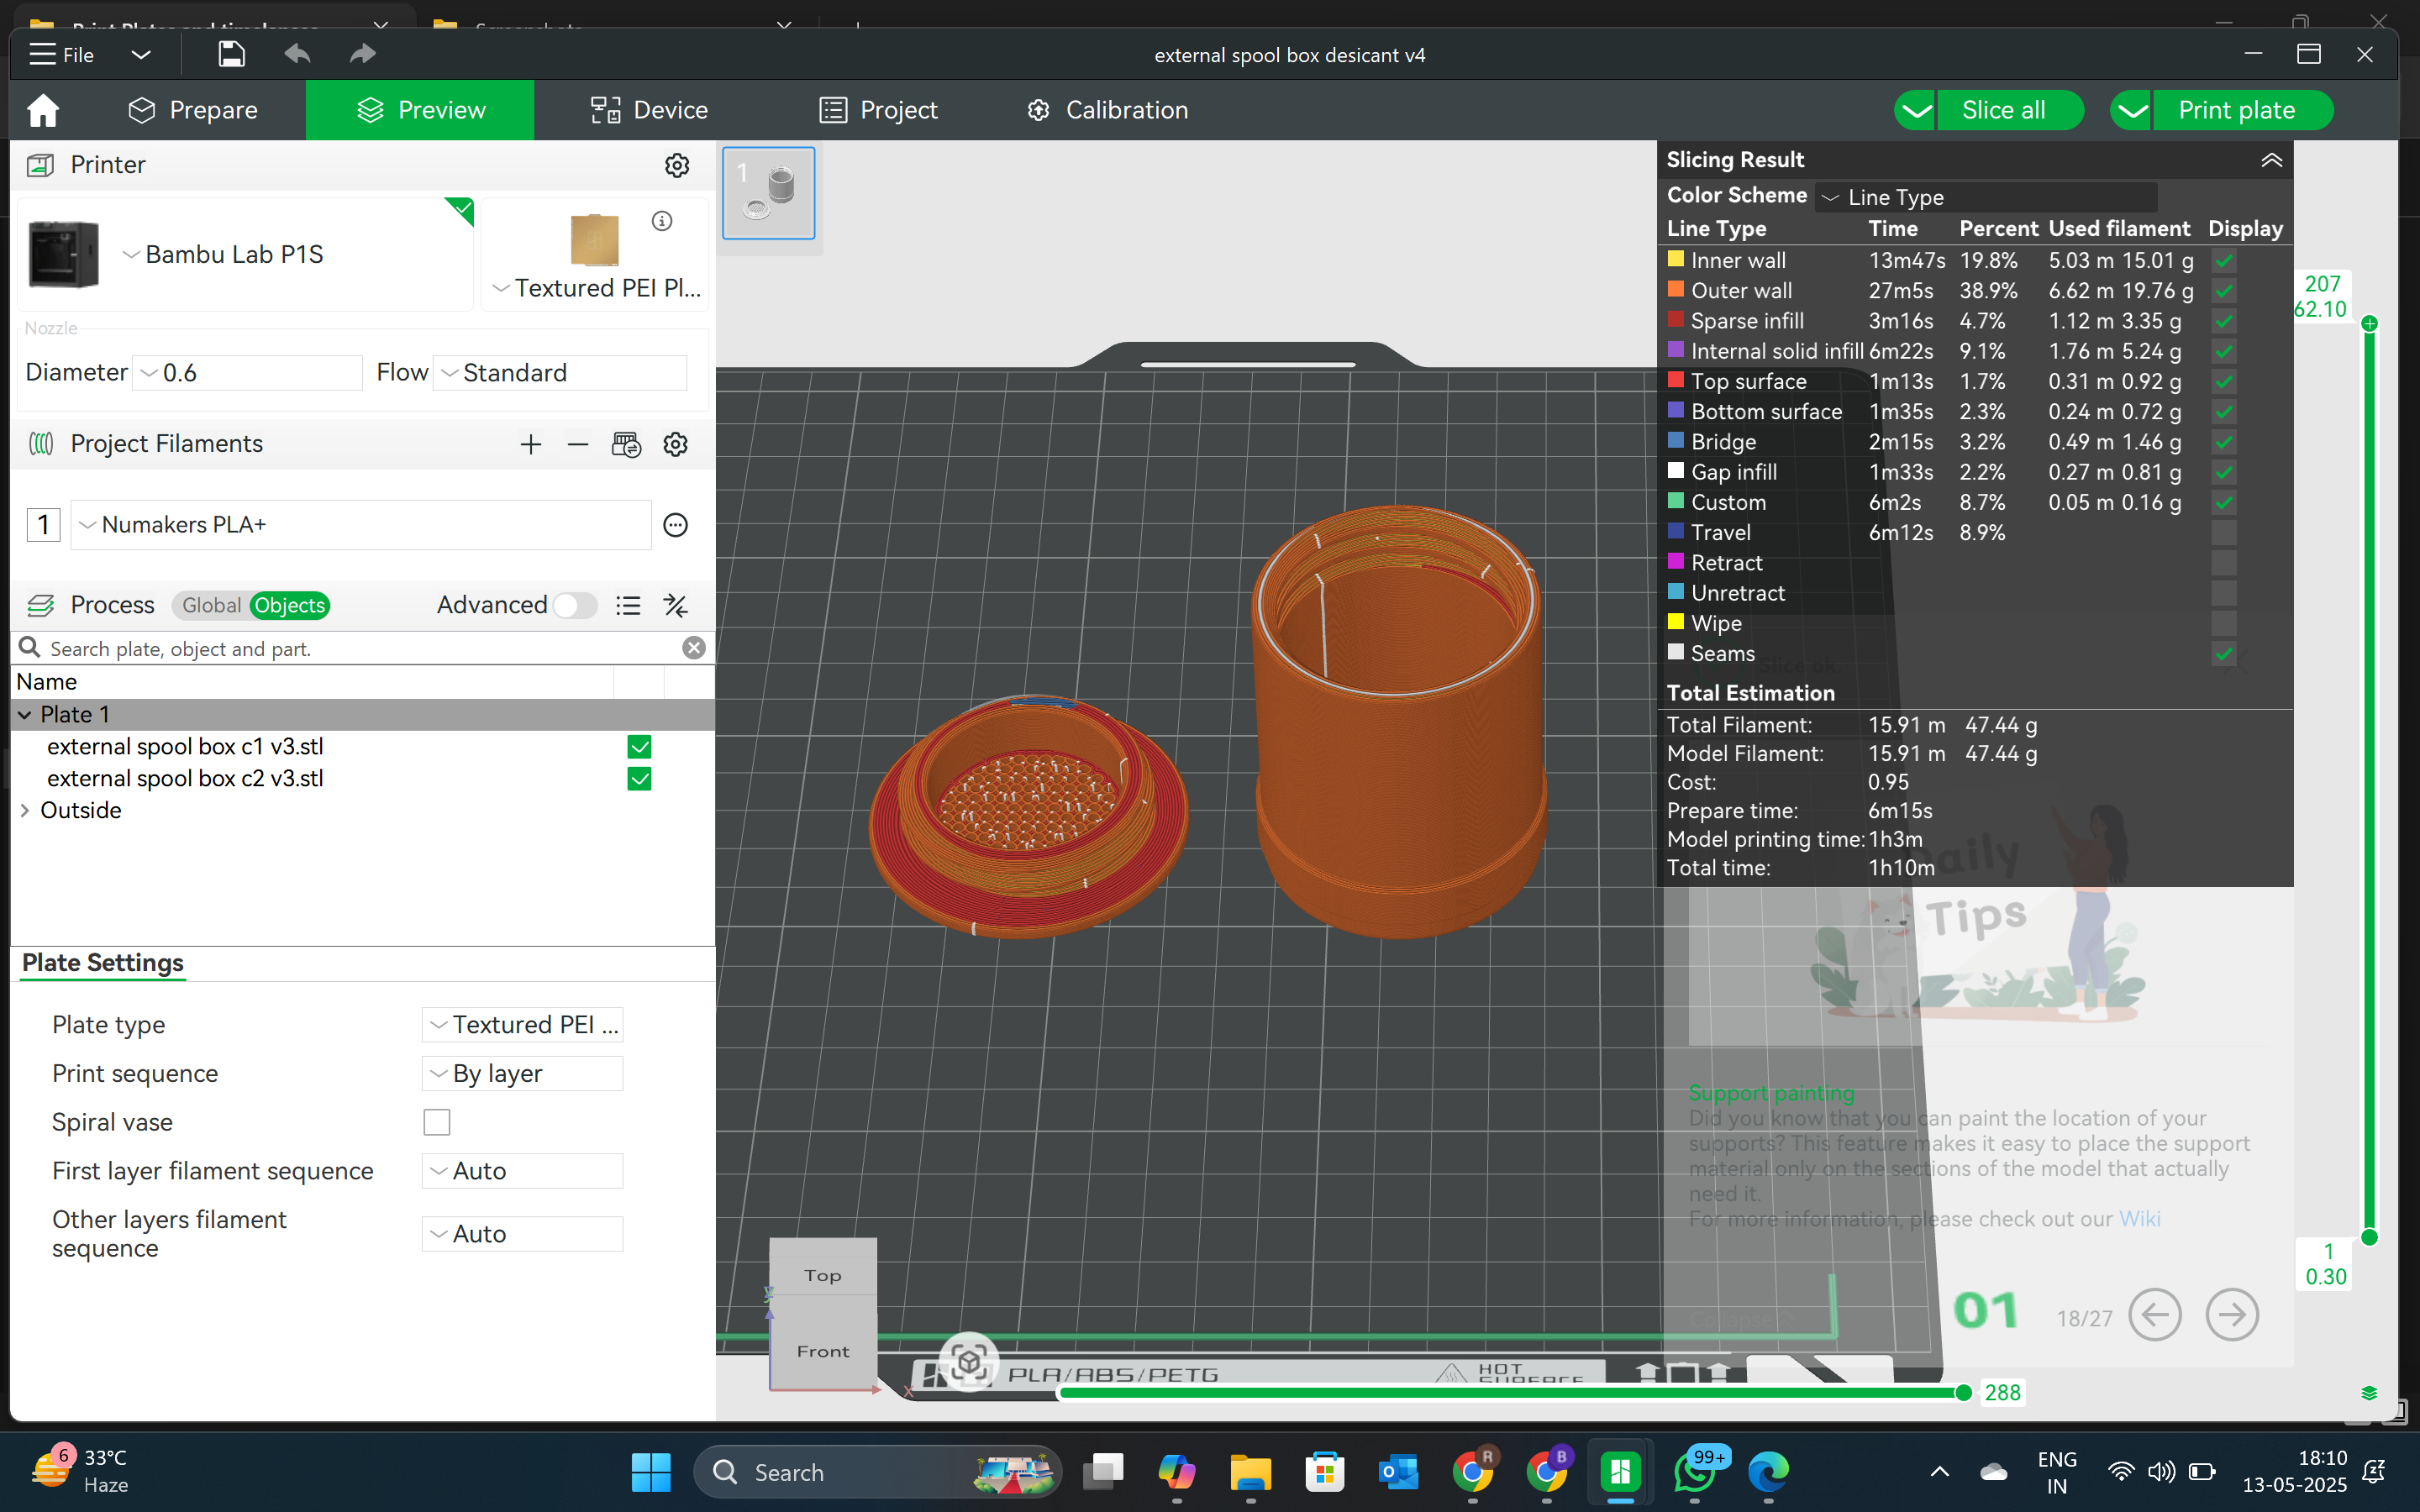 File
external spool box desicant v4
Prepare
Preview
Device
Project
Calibration
Slice all
Print plate
Printer
Bambu Lab P1S
Textured PEI Pl...
Nozzle
Diameter
0.6
Flow
Standard
Project Filaments
1
Numakers PLA+
Process
Global
Objects
Advanced
Search plate, object and part.
Name
Plate 1
external spool box c1 v3.stl
external spool box c2 v3.stl
Outside
Plate Settings
Plate type
Textured PEI ...
Print sequence
By layer
Spiral vase
First layer filament sequence
Auto
Other layers filament
sequence
Auto
1
Slicing Result
Color Scheme
Line Type
Line Type Time Percent Used filament Display
Inner wall 13m47s 19.8% 5.03 m 15.01 g
Outer wall 27m5s 38.9% 6.62 m 19.76 g
Sparse infill 3m16s 4.7% 1.12 m 3.35 g
Internal solid infill 6m22s 9.1% 1.76 m 5.24 g
Top surface 1m13s 1.7% 0.31 m 0.92 g
Bottom surface 1m35s 2.3% 0.24 m 0.72 g
Bridge 2m15s 3.2% 0.49 m 1.46 g
Gap infill 1m33s 2.2% 0.27 m 0.81 g
Custom 6m2s 8.7% 0.05 m 0.16 g
Travel 6m12s 8.9%
Retract
Unretract
Wipe
Seams
Total Estimation
Total Filament: 15.91 m 47.44 g
Model Filament: 15.91 m 47.44 g
Cost: 0.95
Prepare time: 6m15s
Model printing time: 1h3m
Total time: 1h10m
207
62.10
Daily
Tips
Support painting
Did you know that you can paint the location of your
supports? This feature makes it easy to place the support
material only on the sections of the model that actually
need it.
For more information, please check out our Wiki
1
0.30
01
18/27
Top
Front
x
PLA/ABS/PETG
HOT
SURFACE
288
6
33°C
Haze
Search
R
B
99+
ENG
IN
18:10
13-05-2025